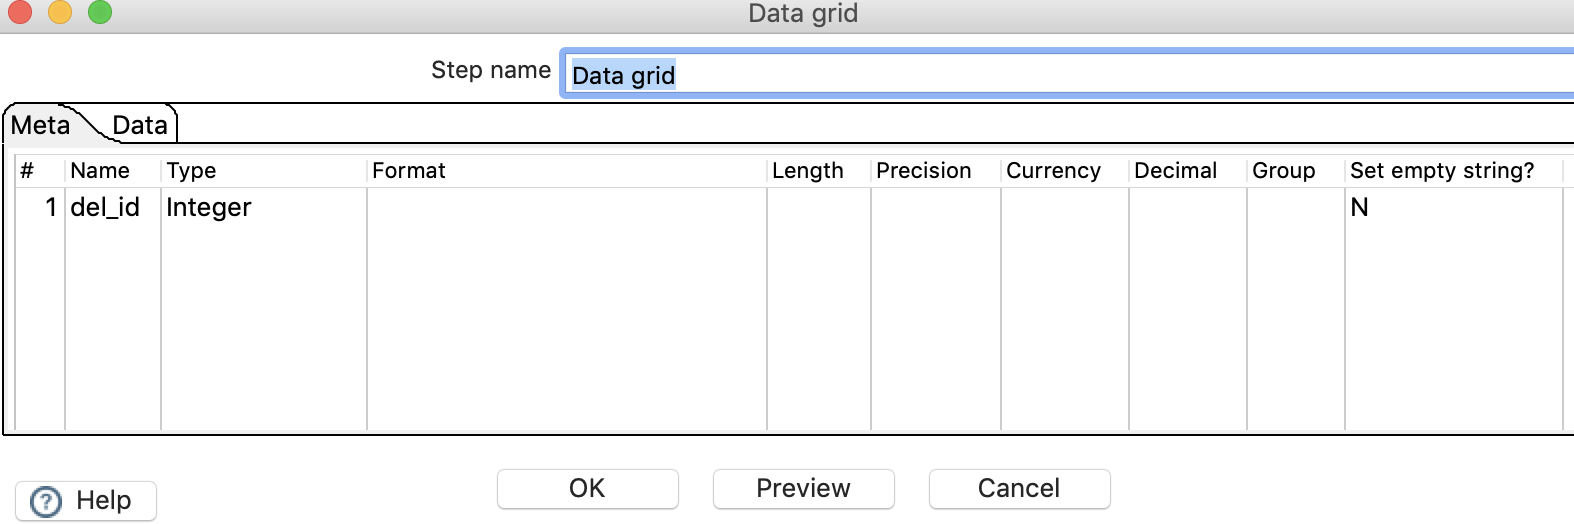 Data grid
Step name Data grid
Meta Data
# Name Type Format Length Precision Currency Decimal Group Set empty string?
1 del_id Integer N
? Help OK Preview Cancel